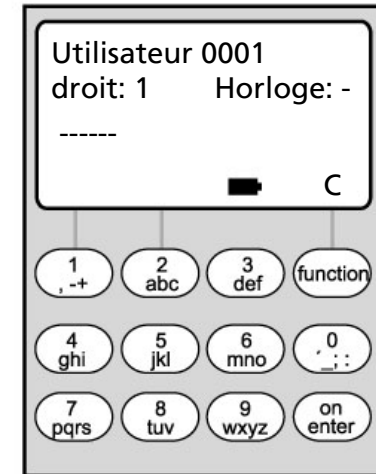 Utilisateur 0001
droit: 1 Horloge: -
------
C
1 2 3 function
, -+ abc def
4 5 6 0
ghi jkl mno ´_; :
7 8 9 on
pqrs tuv wxyz enter